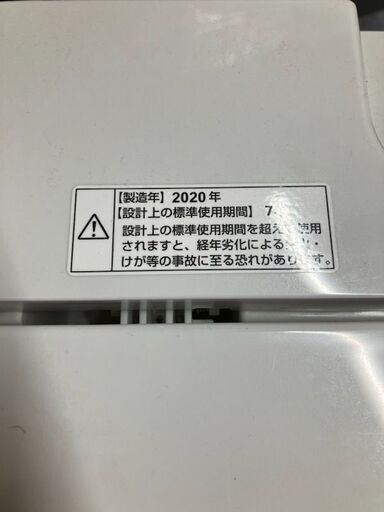 【製造年】2020年
【設計上の標準使用期間】7
設計上の標準使用期間を超え 使用
されますと、経年劣化による ・
けが等の事故に至る恐れがあります。